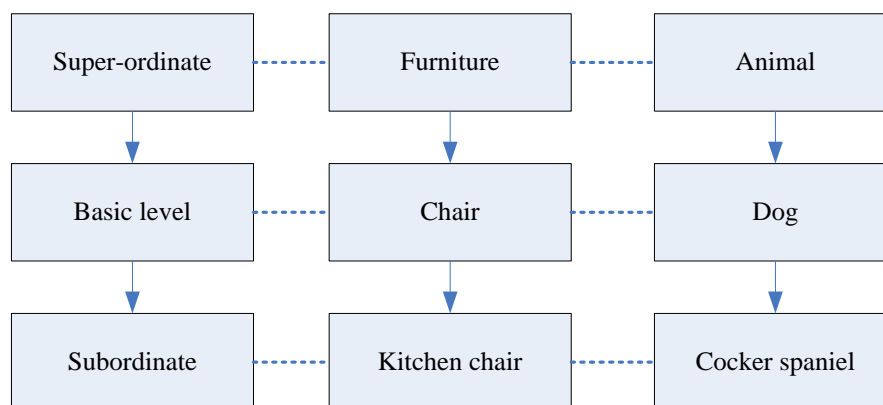 Super-ordinate
Furniture
Animal
Basic level
Chair
Dog
Subordinate
Kitchen chair
Cocker spaniel